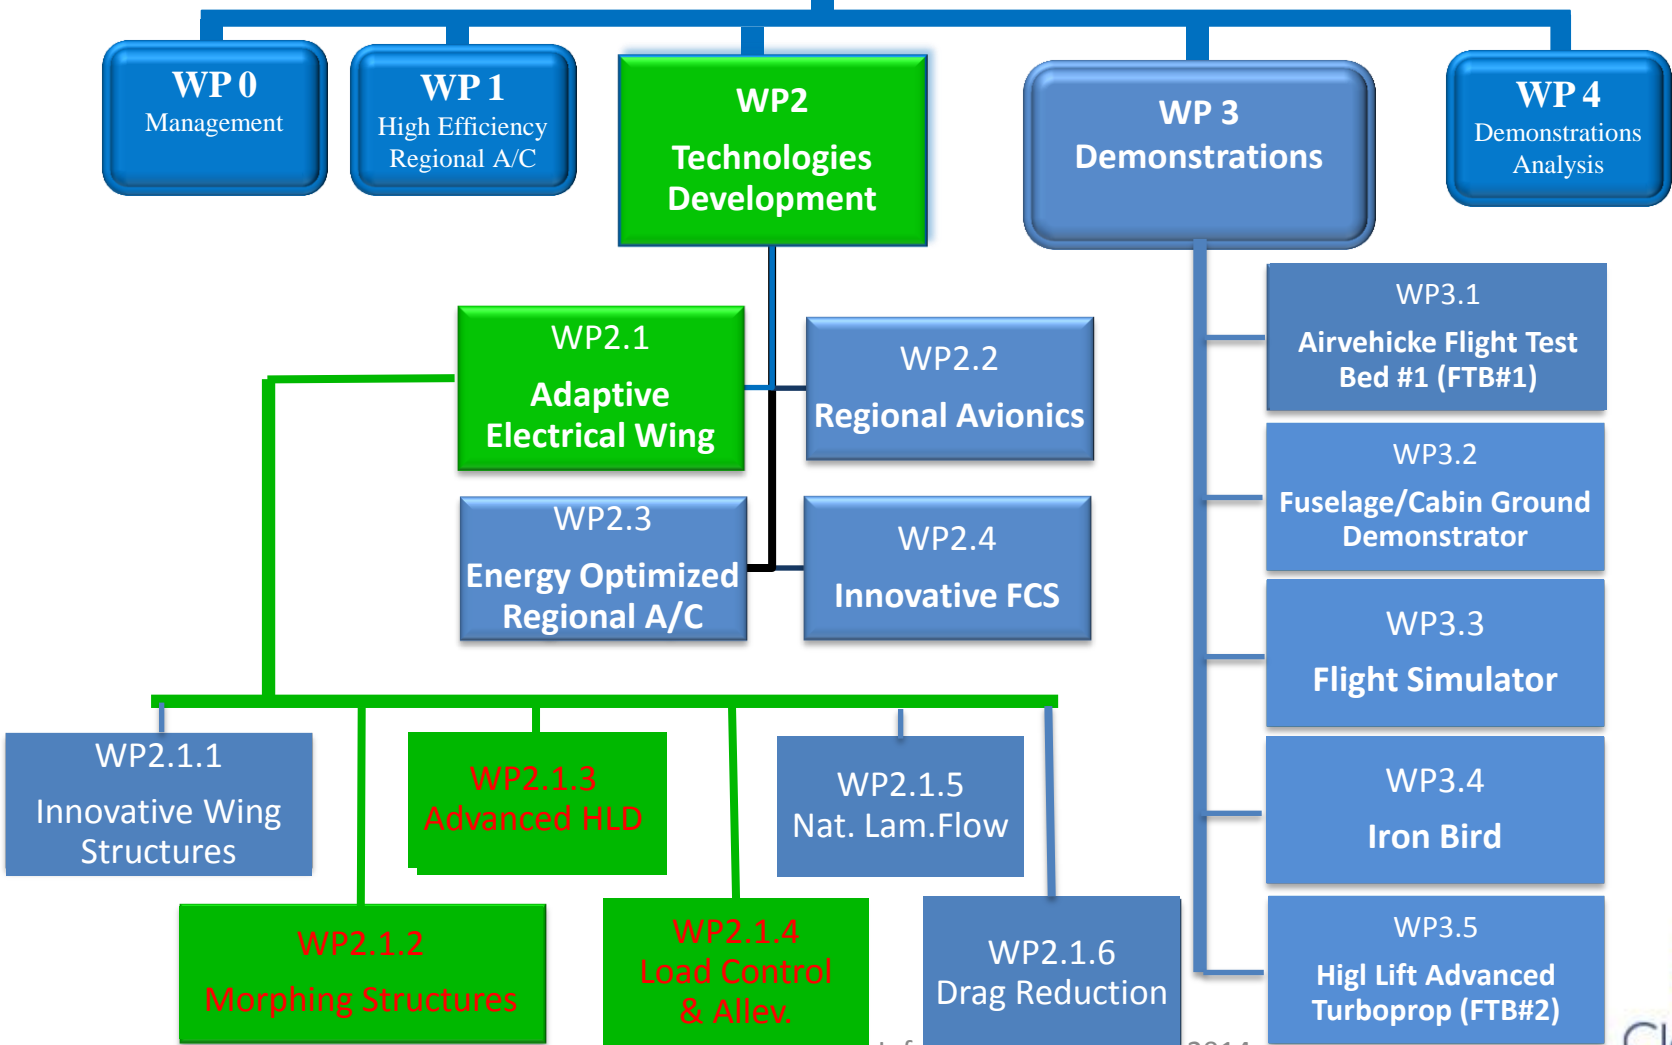 WP 0
Management
WP 1
High Efficiency
Regional A/C
WP2
Technologies
Development
WP 3
Demonstrations
WP 4
Demonstrations
Analysis
WP2.1
Adaptive
Electrical Wing
WP2.2
Regional Avionics
WP2.3
Energy Optimized
Regional A/C
WP2.4
Innovative FCS
WP3.1
Airvehicke Flight Test
Bed #1 (FTB#1)
WP3.2
Fuselage/Cabin Ground
Demonstrator
WP3.3
Flight Simulator
WP3.4
Iron Bird
WP3.5
Higl Lift Advanced
Turboprop (FTB#2)
WP2.1.1
Innovative Wing
Structures
WP2.1.2
Morphing Structures
WP2.1.3
Advanced HLD
WP2.1.4
Load Control
& Allev.
WP2.1.5
Nat. Lam.Flow
WP2.1.6
Drag Reduction